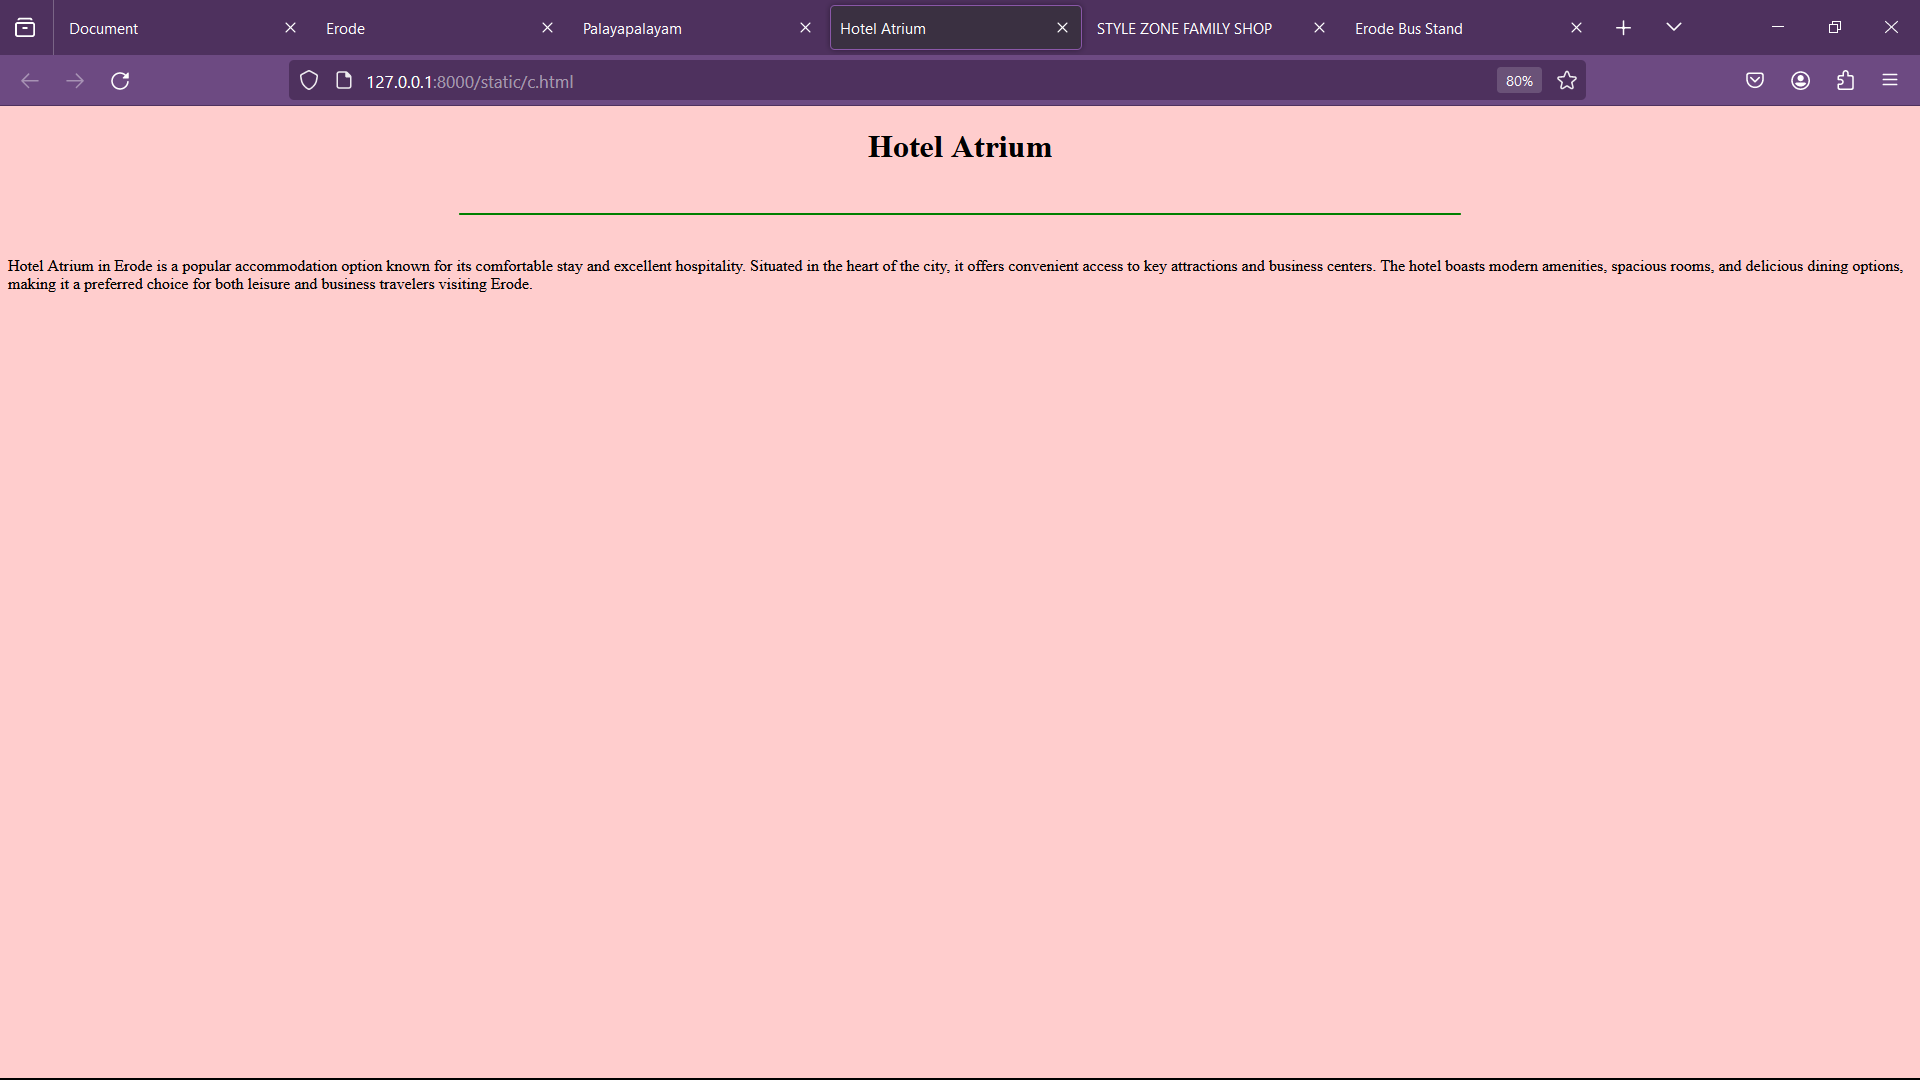 Document
Erode
Palayapalayam
Hotel Atrium
STYLE ZONE FAMILY SHOP
Erode Bus Stand
127.0.0.1:8000/static/c.html
80%
Hotel Atrium
Hotel Atrium in Erode is a popular accommodation option known for its comfortable stay and excellent hospitality. Situated in the heart of the city, it offers convenient access to key attractions and business centers. The hotel boasts modern amenities, spacious rooms, and delicious dining options,
making it a preferred choice for both leisure and business travelers visiting Erode.